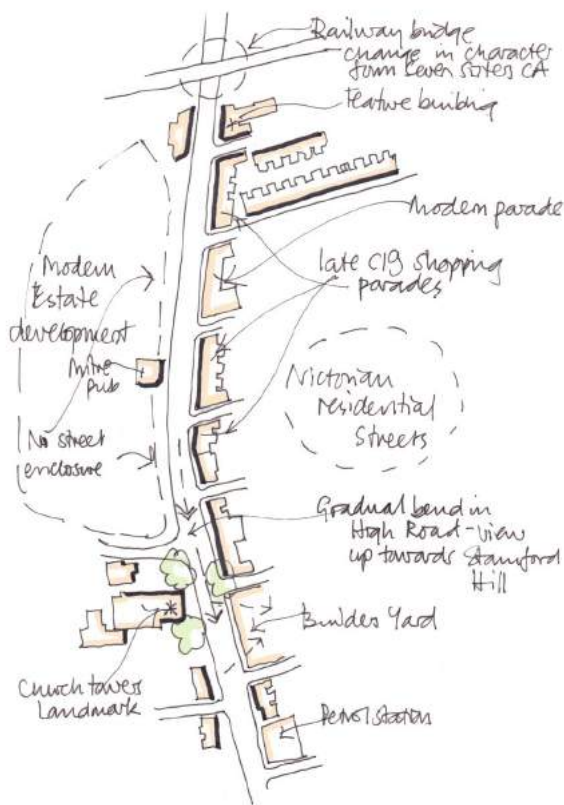 Railway bridge
change in character
from Seven Sisters CA
Feature building
Modern parade
late C19 shopping
parades
Modern
Estate
development
Mitre
pub
Victorian
residential
Streets
No street
enclosure
Gradual bend in
High Road - view
up towards Stamford
Hill
Builders Yard
Church towers
Landmark
Petrol station